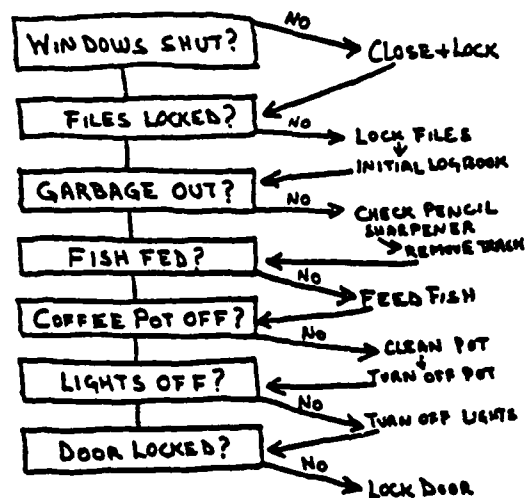 WINDOWS SHUT?
NO
CLOSE + LOCK
FILES LOCKED?
NO
LOCK FILES
INITIAL LOGBOOK
GARBAGE OUT?
NO
CHECK PENCIL
SHARPENER
REMOVE TRASH
FISH FED?
NO
FEED FISH
COFFEE POT OFF?
NO
CLEAN POT
TURN OFF POT
LIGHTS OFF?
NO
TURN OFF LIGHTS
DOOR LOCKED?
NO
LOCK DOOR